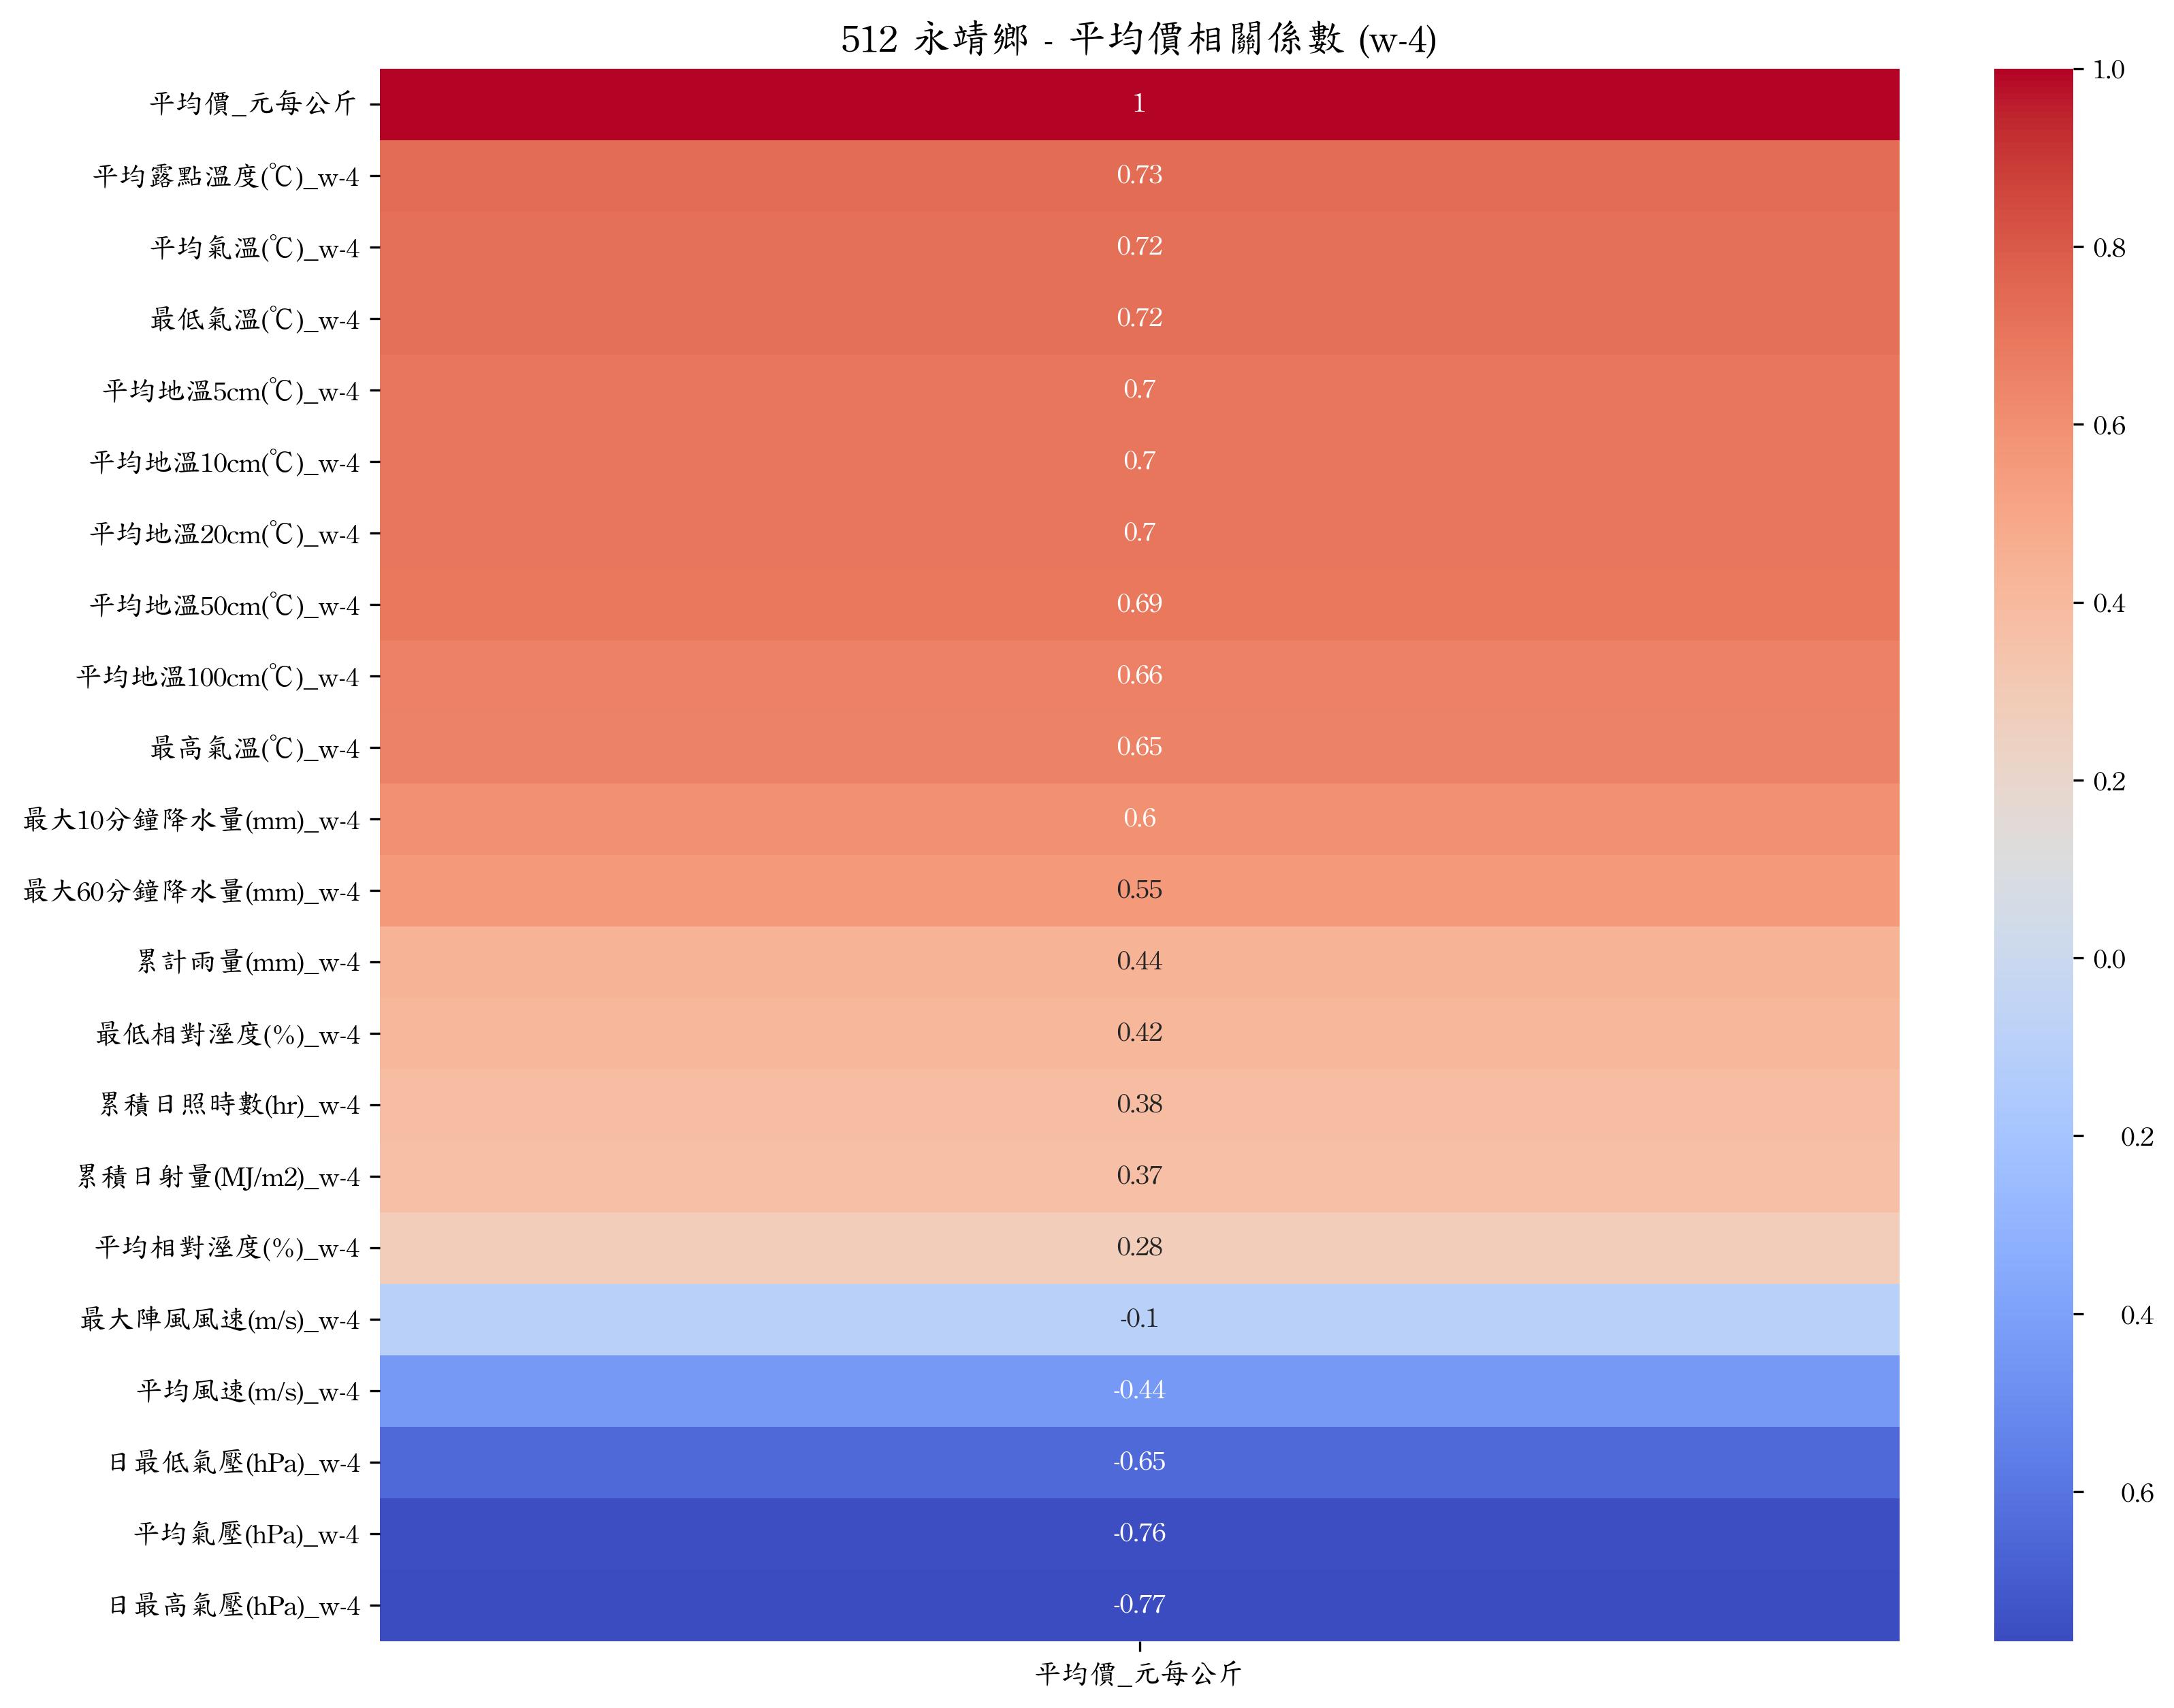 512 永靖鄉 - 平均價相關係數 (w-4)
平均價_元每公斤 1
平均露點溫度(℃)_w-4 0.73
平均氣溫(℃)_w-4 0.72
最低氣溫(℃)_w-4 0.72
平均地溫5cm(℃)_w-4 0.7
平均地溫10cm(℃)_w-4 0.7
平均地溫20cm(℃)_w-4 0.7
平均地溫50cm(℃)_w-4 0.69
平均地溫100cm(℃)_w-4 0.66
最高氣溫(℃)_w-4 0.65
最大10分鐘降水量(mm)_w-4 0.6
最大60分鐘降水量(mm)_w-4 0.55
累計雨量(mm)_w-4 0.44
最低相對溼度(%)_w-4 0.42
累積日照時數(hr)_w-4 0.38
累積日射量(MJ/m2)_w-4 0.37
平均相對溼度(%)_w-4 0.28
最大陣風風速(m/s)_w-4 -0.1
平均風速(m/s)_w-4 -0.44
日最低氣壓(hPa)_w-4 -0.65
平均氣壓(hPa)_w-4 -0.76
日最高氣壓(hPa)_w-4 -0.77
平均價_元每公斤
1.0
0.8
0.6
0.4
0.2
0.0
0.2
0.4
0.6